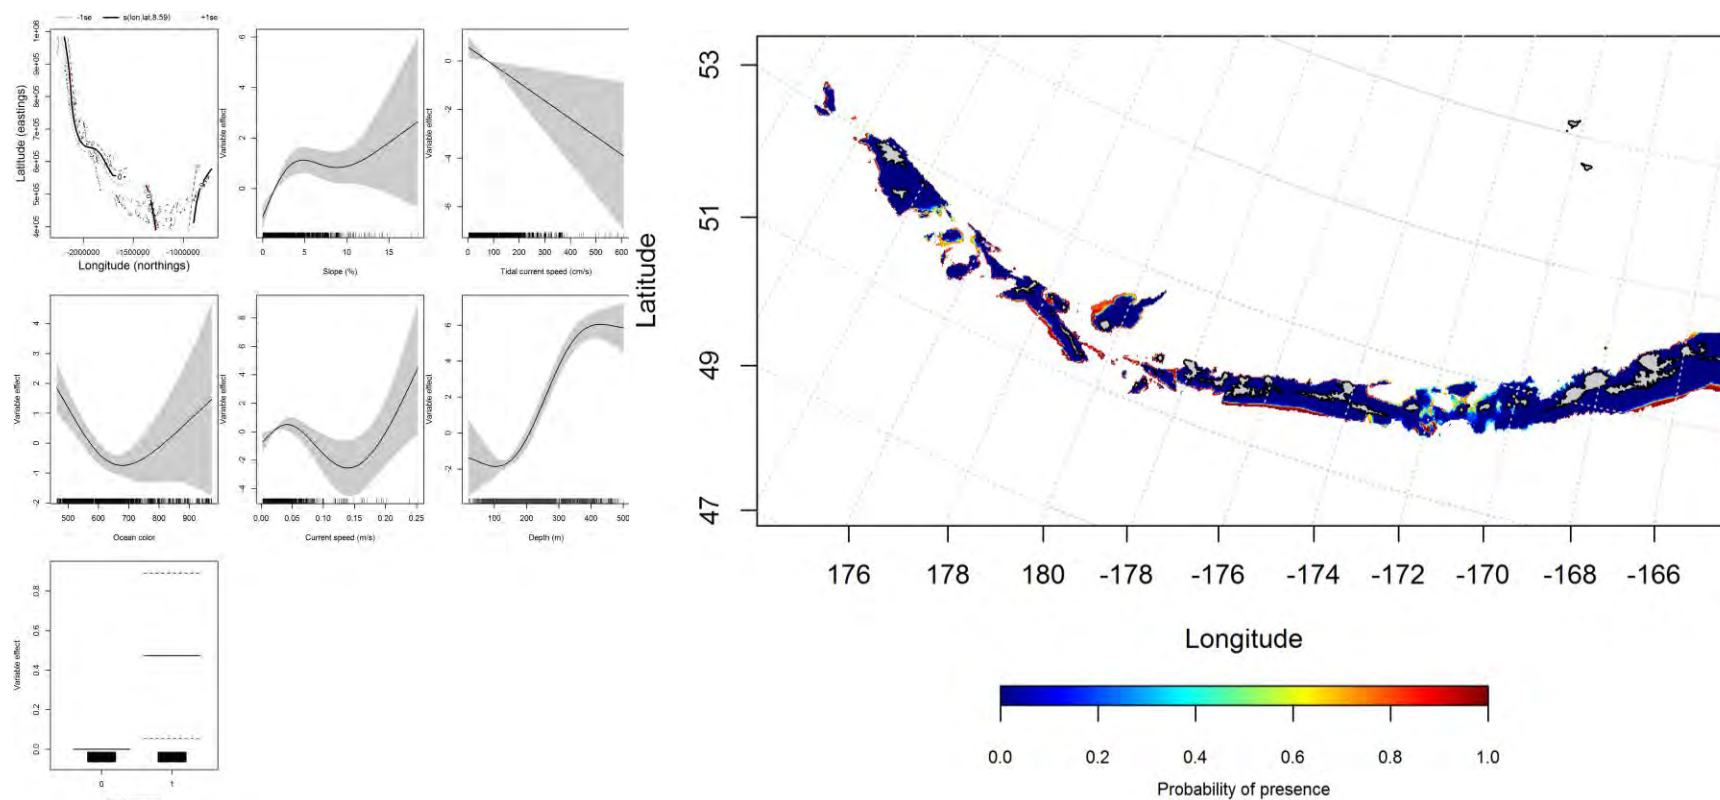 -1se s(lon,lat,8.59) +1se
Latitude (eastings)
4e+05 5e+05 6e+05 7e+05 8e+05 9e+05 1e+06
-2000000 -1500000 -1000000
Longitude (northings)
Variable effect
0 2 4 6
0 5 10 15
Slope (%)
Variable effect
-6 -4 -2 0
0 100 200 300 400 500 600
Tidal current speed (cm/s)
Variable effect
-2 -1 0 1 2 3 4
500 600 700 800 900
Ocean color
Variable effect
-4 -2 0 2 4 6 8
0.00 0.05 0.10 0.15 0.20 0.25
Current speed (m/s)
Variable effect
-2 0 2 4 6
100 200 300 400 500
Depth (m)
Variable effect
0.0 0.2 0.4 0.6 0.8
0 1
Latitude
53
51
49
47
176 178 180 -178 -176 -174 -172 -170 -168 -166
Longitude
0.0 0.2 0.4 0.6 0.8 1.0
Probability of presence